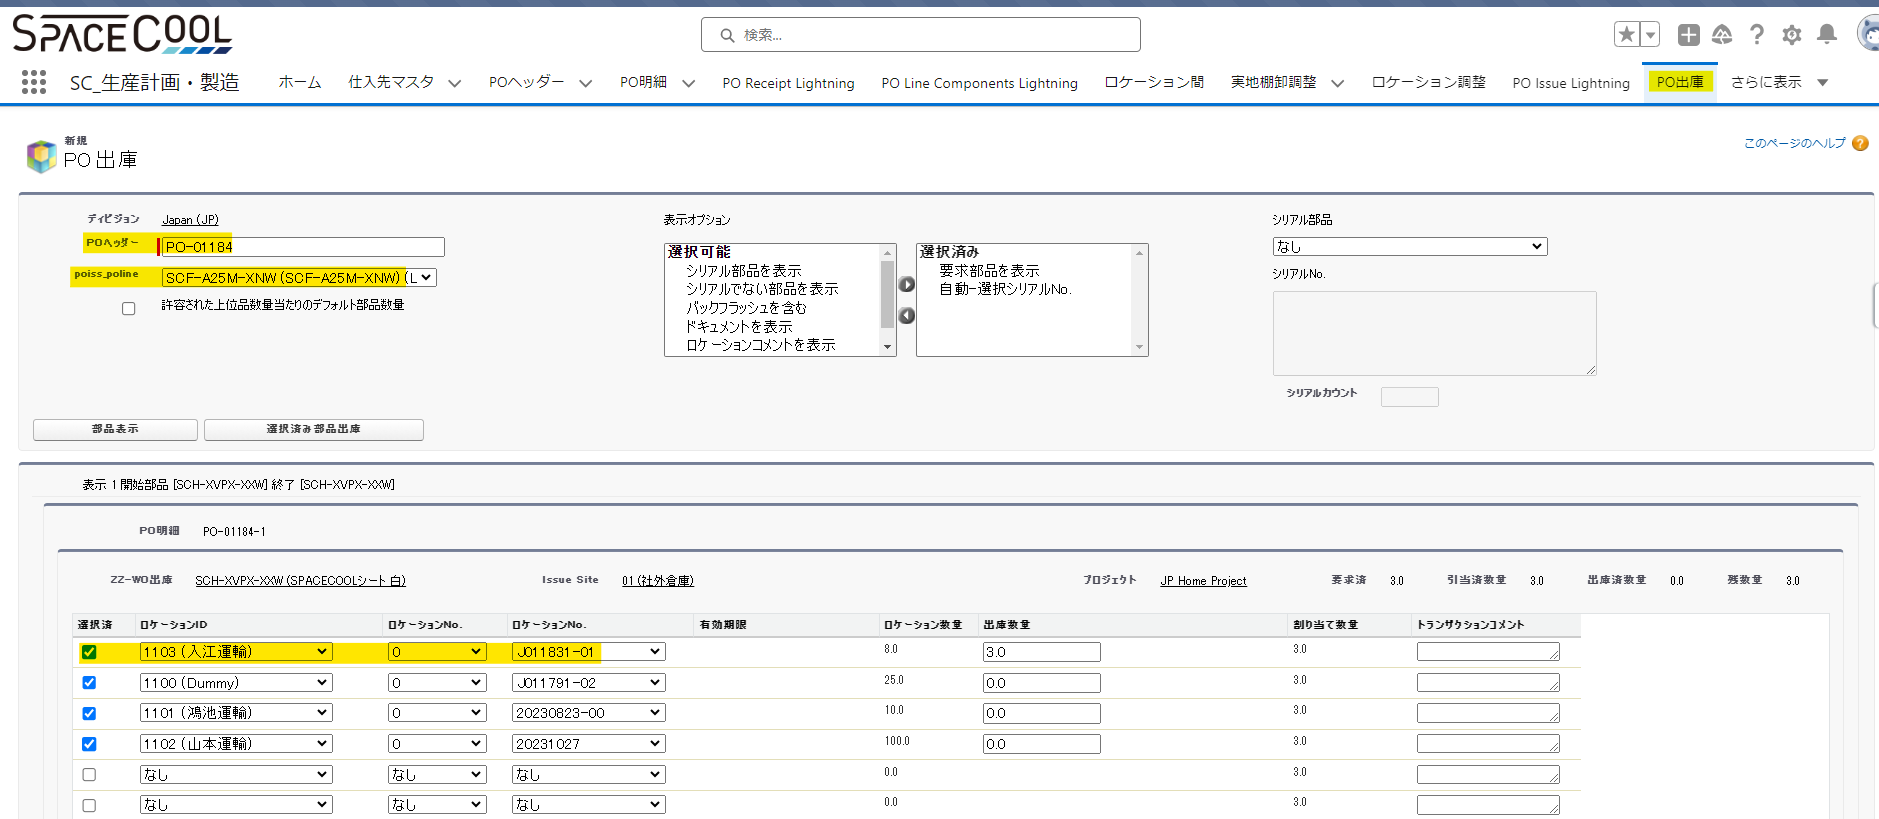 SPACECOOL
検索...
SC_生産計画・製造 ホーム 仕入先マスタ POヘッダー PO明細 PO Receipt Lightning PO Line Components Lightning ロケーション間 実地棚卸調整 ロケーション調整 PO Issue Lightning PO出庫 さらに表示
新規
PO 出庫
このページのヘルプ ?
ディビジョン Japan (JP)
POヘッダー PO-01184
poiss_poline SCF-A25M-XNW (SCF-A25M-XNW) (L
許容された上位品数量当たりのデフォルト部品数量
表示オプション
選択可能
シリアル部品を表示
シリアルでない部品を表示
バックフラッシュを含む
ドキュメントを表示
ロケーションコメントを表示
選択済み
要求部品を表示
自動-選択シリアルNo.
シリアル部品
なし
シリアルNo.
シリアルカウント
部品表示 選択済み部品出庫
表示 1 開始部品 [SCH-XVPX-XXW] 終了 [SCH-XVPX-XXW]
PO明細 PO-01184-1
ZZ-WO出庫 SCH-XVPX-XXW (SPACECOOLシート 白) Issue Site 01 (社外倉庫) プロジェクト JP Home Project 要求済 3.0 引当済数量 3.0 出庫済数量 0.0 残数量 3.0
選択済 ロケーションID ロケーションNo. ロケーションNo. 有効期限 ロケーション数量 出庫数量 割り当て数量 トランザクションコメント
1103 (入江運輸) 0 J011831-01 8.0 3.0 3.0
1100 (Dummy) 0 J011791-02 25.0 0.0 3.0
1101 (鴻池運輸) 0 20230823-00 10.0 0.0 3.0
1102 (山本運輸) 0 20231027 100.0 0.0 3.0
なし なし なし 0.0 3.0
なし なし なし 0.0 3.0